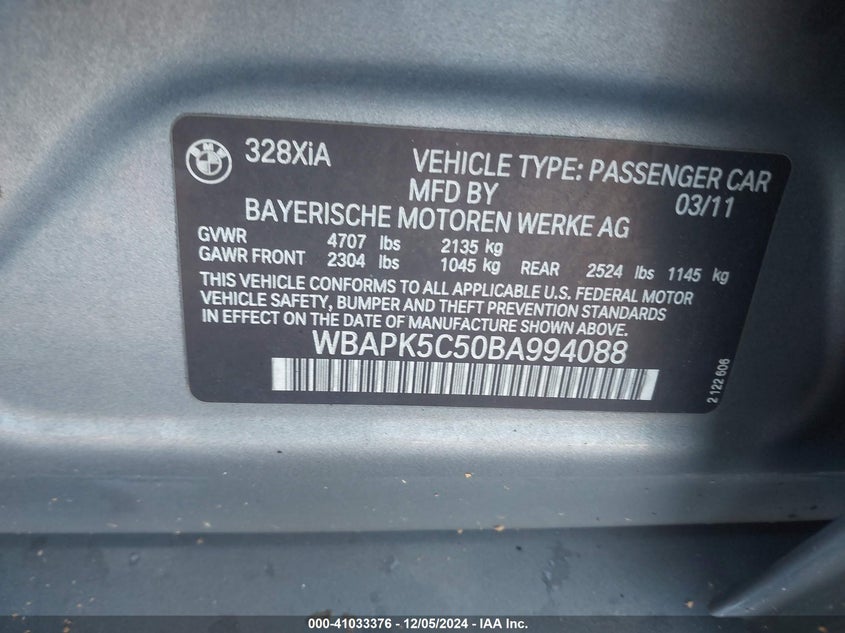 BMW
328XiA VEHICLE TYPE: PASSENGER CAR
MFD BY 03/11
BAYERISCHE MOTOREN WERKE AG
GVWR 4707 lbs 2135 kg
GAWR FRONT 2304 lbs 1045 kg REAR 2524 lbs 1145 kg
THIS VEHICLE CONFORMS TO ALL APPLICABLE U.S. FEDERAL MOTOR
VEHICLE SAFETY, BUMPER AND THEFT PREVENTION STANDARDS
IN EFFECT ON THE DATE OF MANUFACTURE SHOWN ABOVE.
WBAPK5C50BA994088
2 122 606
000-41033376 - 12/05/2024 - IAA Inc.